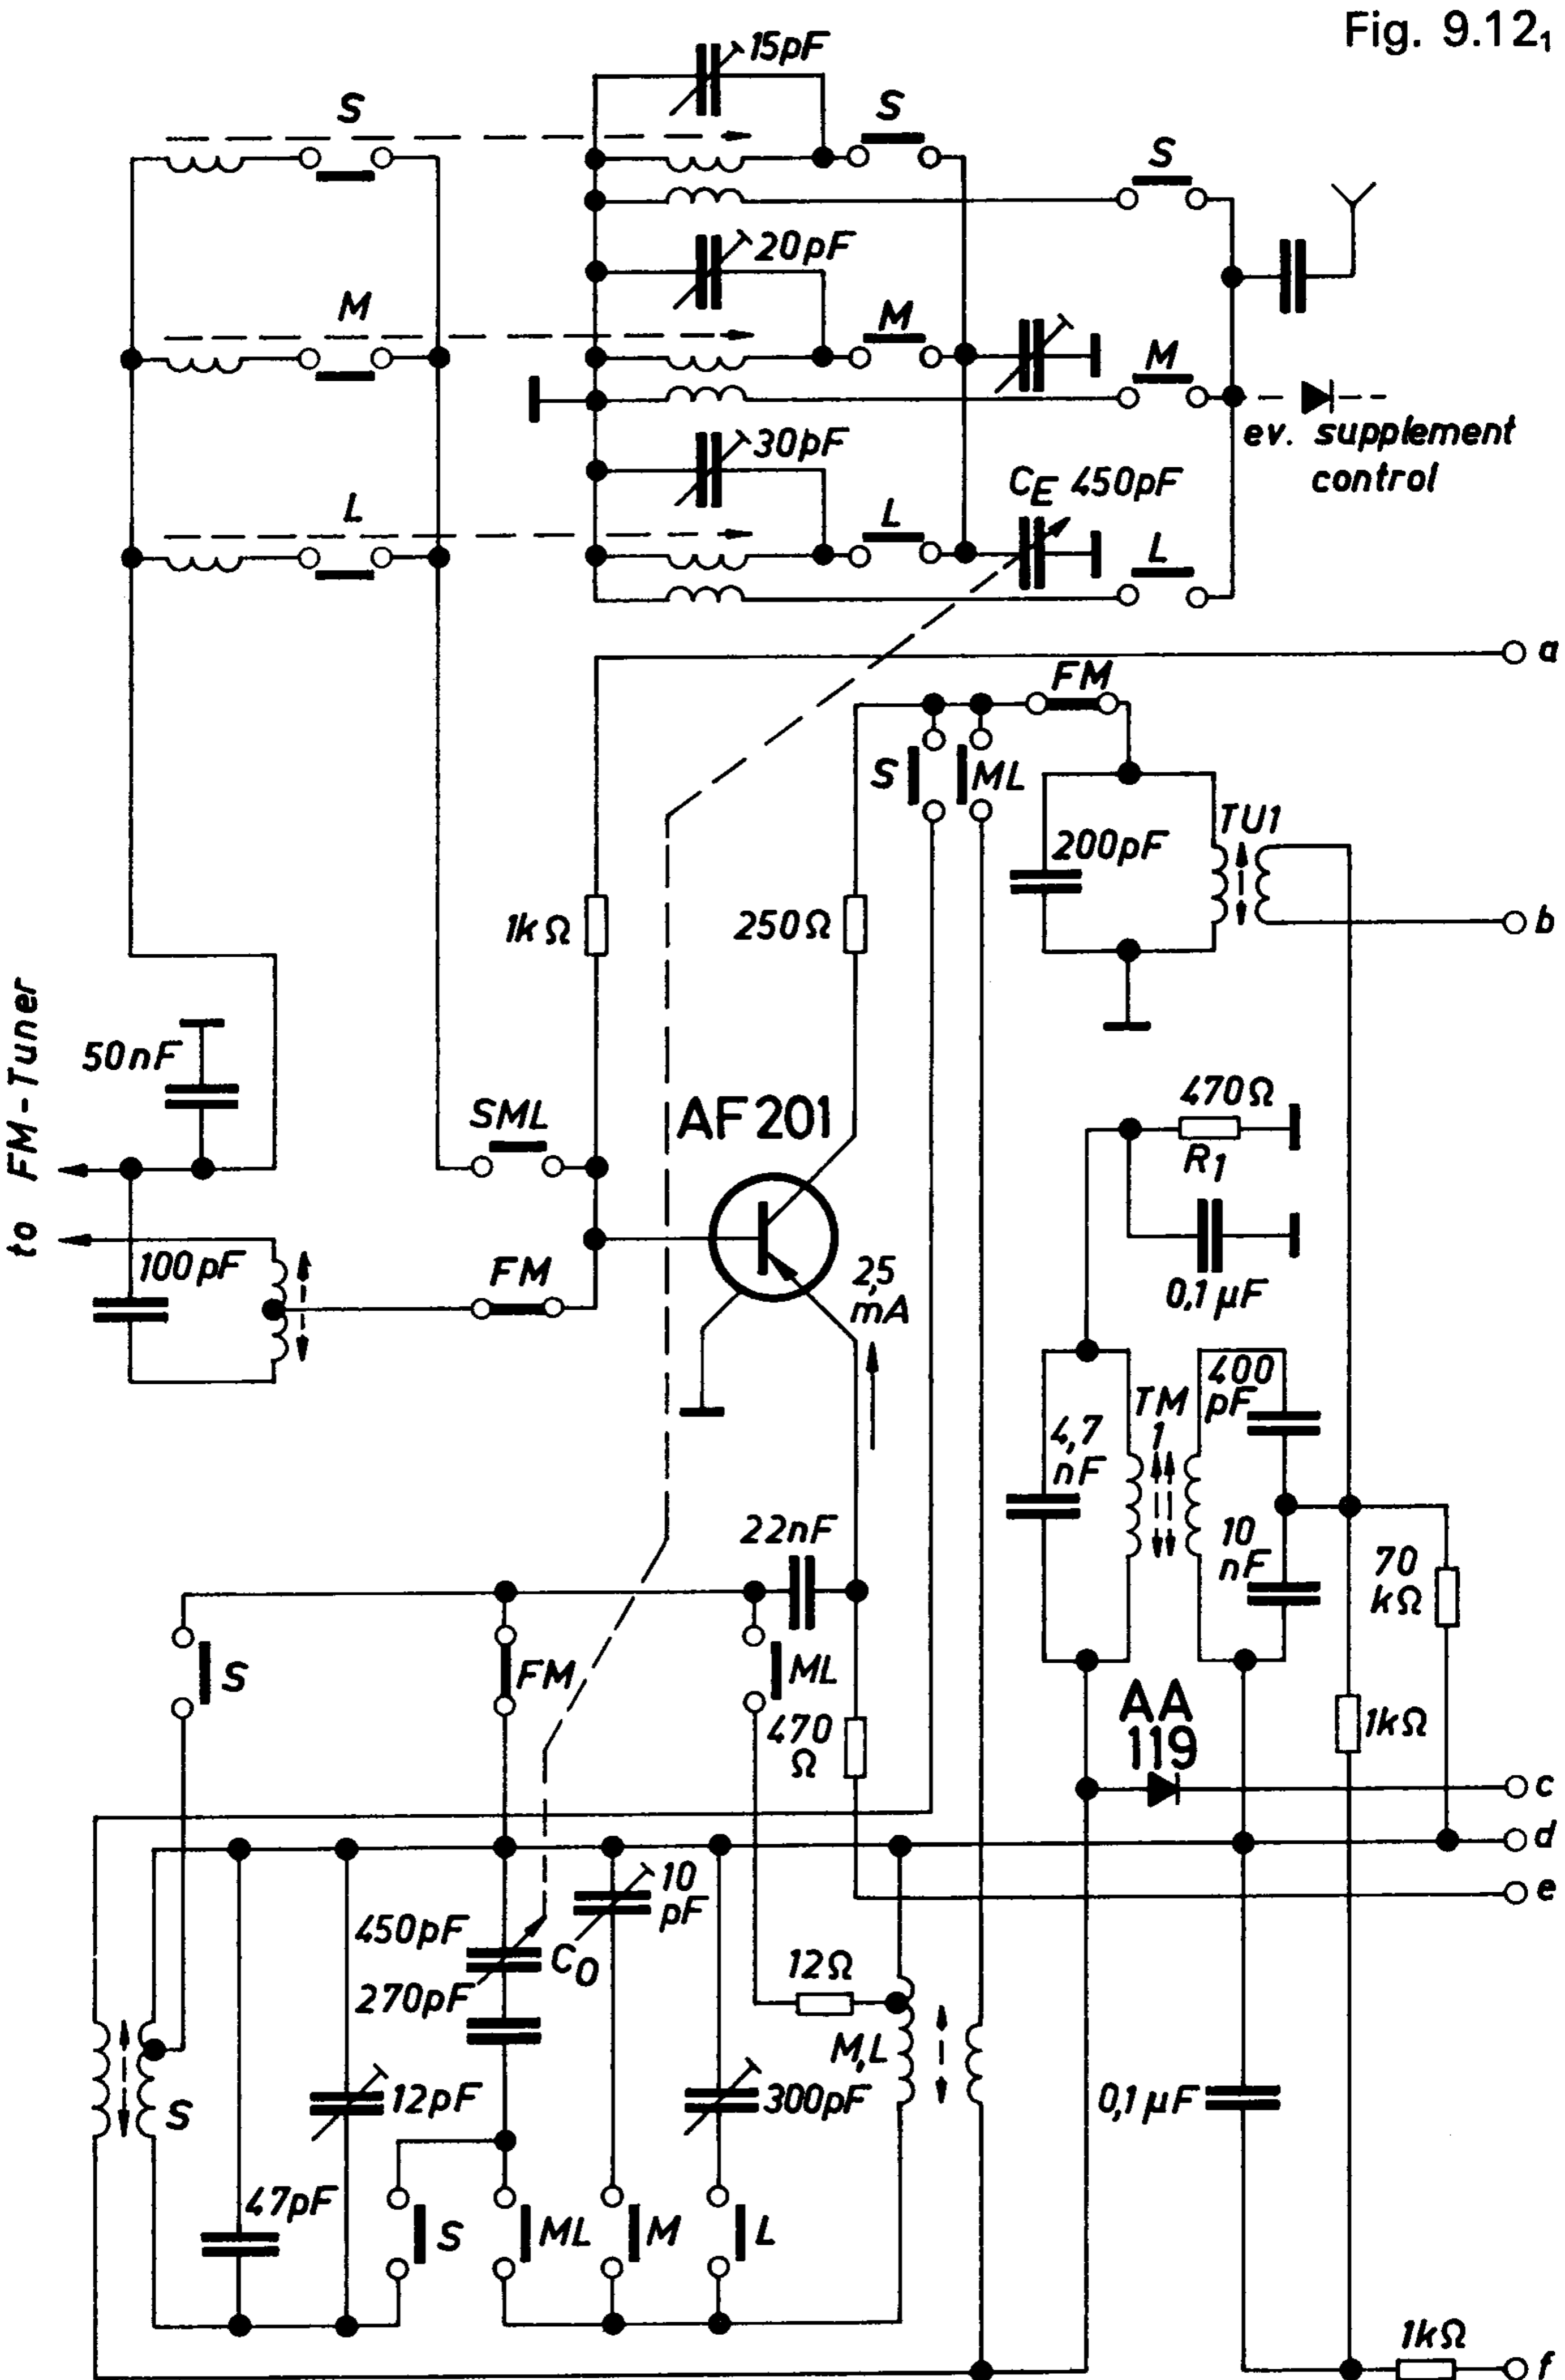 Fig. 9.12₁
15pF
S
S
S
20pF
M
M
M
ev. supplement
control
30pF
C_E 450pF
L
L
L
a
FM
S
ML
TU1
200pF
1kΩ
250Ω
b
to FM-Tuner
50nF
SML
AF 201
470Ω
R₁
0,1 µF
100pF
FM
2,5
mA
400
pF
TM
1
4,7
nF
22nF
10
nF
70
kΩ
S
FM
ML
470
Ω
AA
119
1kΩ
c
d
e
10
pF
450pF
C_O
270pF
12Ω
M,L
S
12pF
300pF
0,1 µF
47pF
S
ML
M
L
1kΩ
f